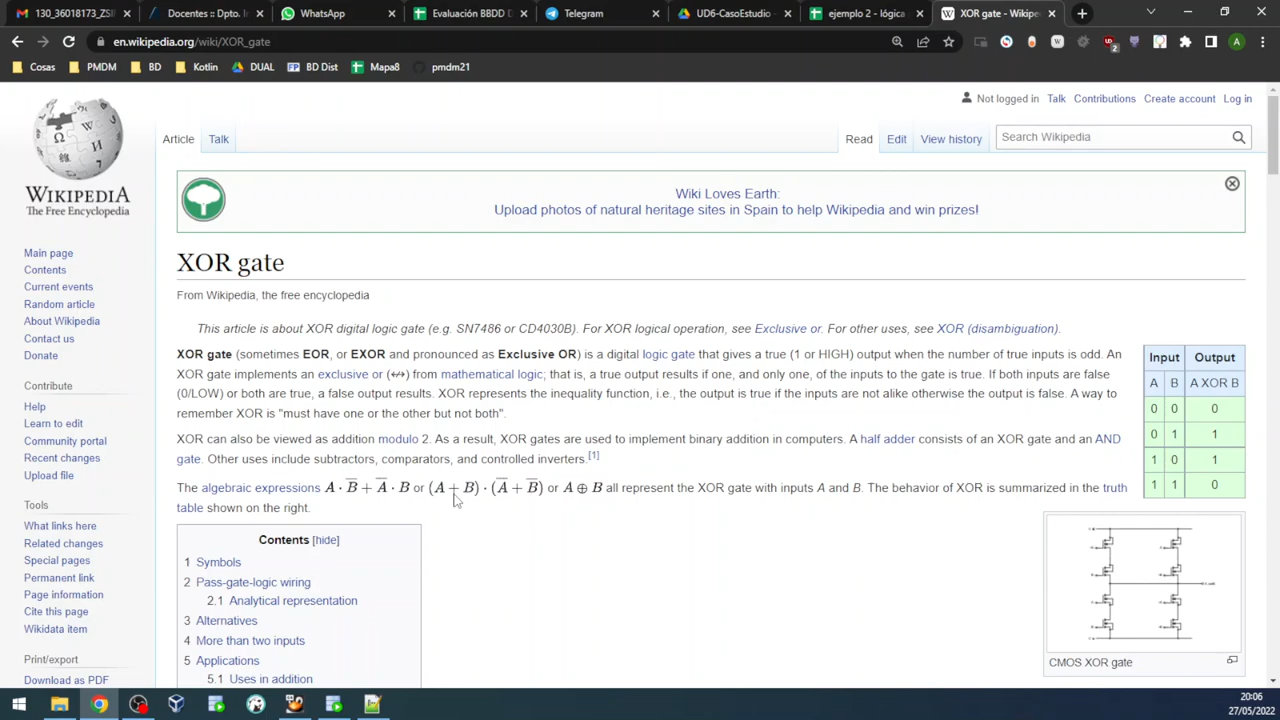 130_36018173_ZSI
Docentes :: Dpto. I
WhatsApp
Evaluación BBDD D
Telegram
UD6-CasoEstudio -
ejemplo 2 - lógica
XOR gate - Wikipe
en.wikipedia.org/wiki/XOR_gate
Cosas
PMDM
BD
Kotlin
DUAL
BD Dist
Mapa8
pmdm21
Not logged in Talk Contributions Create account Log in
Article Talk
Read Edit View history
Search Wikipedia
WIKIPEDIA
The Free Encyclopedia
Wiki Loves Earth:
Upload photos of natural heritage sites in Spain to help Wikipedia and win prizes!
Main page
Contents
Current events
Random article
About Wikipedia
Contact us
Donate
Contribute
Help
Learn to edit
Community portal
Recent changes
Upload file
Tools
What links here
Related changes
Special pages
Permanent link
Page information
Cite this page
Wikidata item
Print/export
Download as PDF
XOR gate
From Wikipedia, the free encyclopedia
This article is about XOR digital logic gate (e.g. SN7486 or CD4030B). For XOR logical operation, see Exclusive or. For other uses, see XOR (disambiguation).
XOR gate (sometimes EOR, or EXOR and pronounced as Exclusive OR) is a digital logic gate that gives a true (1 or HIGH) output when the number of true inputs is odd. An
XOR gate implements an exclusive or (↮) from mathematical logic; that is, a true output results if one, and only one, of the inputs to the gate is true. If both inputs are false
(0/LOW) or both are true, a false output results. XOR represents the inequality function, i.e., the output is true if the inputs are not alike otherwise the output is false. A way to
remember XOR is "must have one or the other but not both".
XOR can also be viewed as addition modulo 2. As a result, XOR gates are used to implement binary addition in computers. A half adder consists of an XOR gate and an AND
gate. Other uses include subtractors, comparators, and controlled inverters.[1]
The algebraic expressions A · B̅ + A̅ · B or (A + B) · (A̅ + B̅) or A ⊕ B all represent the XOR gate with inputs A and B. The behavior of XOR is summarized in the truth
table shown on the right.
Input Output
A B A XOR B
0 0 0
0 1 1
1 0 1
1 1 0
CMOS XOR gate
Contents [hide]
1 Symbols
2 Pass-gate-logic wiring
2.1 Analytical representation
3 Alternatives
4 More than two inputs
5 Applications
5.1 Uses in addition
20:06
27/05/2022